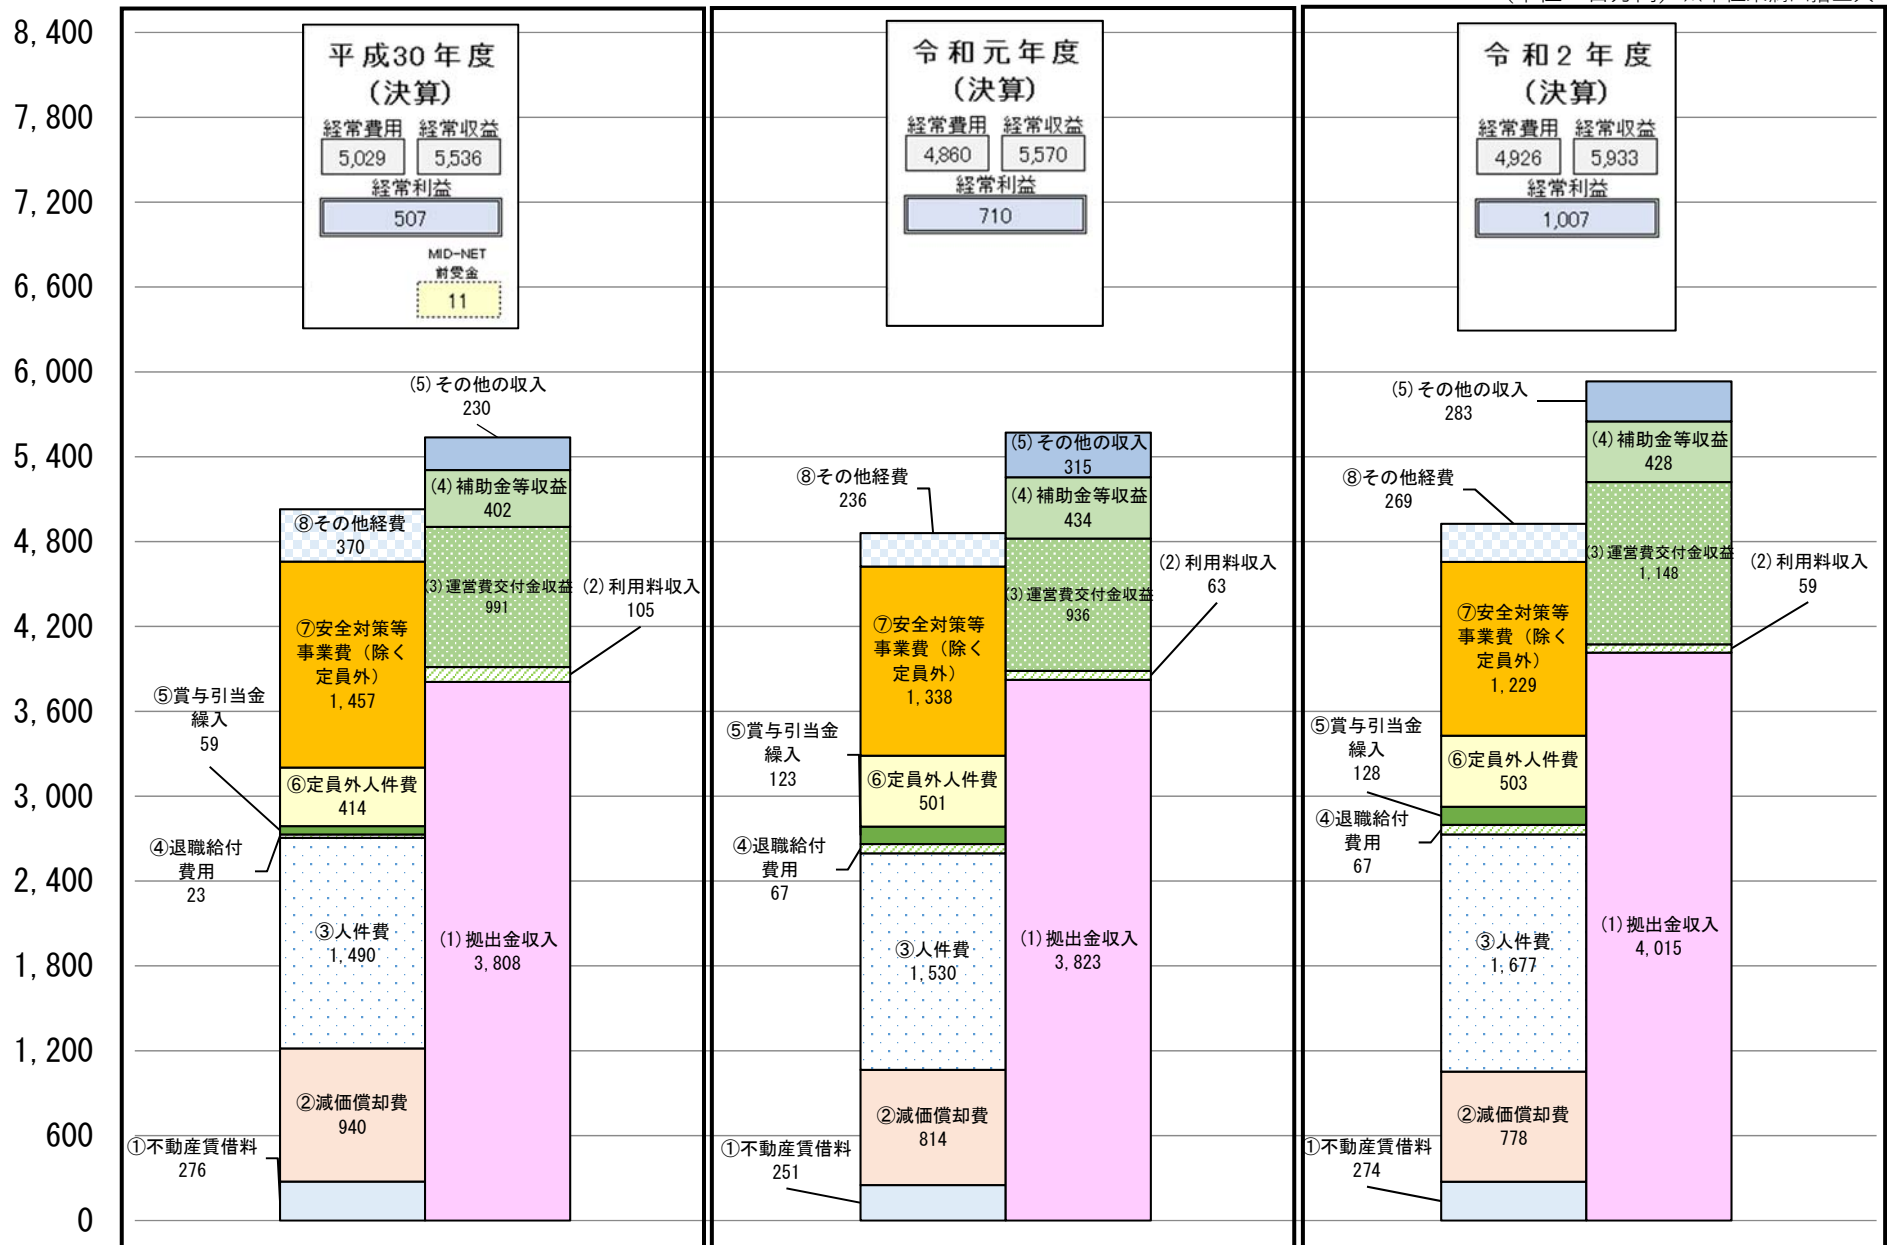 8,400
7,800
7,200
6,600
6,000
5,400
4,800
4,200
3,600
3,000
2,400
1,800
1,200
600
0
平成30年度
(決算)
経常費用 経常収益
5,029 5,536
経常利益
507
MID-NET
前受金
11
(5)その他の収入
230
(4)補助金等収益
402
(3)運営費交付金収益
991
(2)利用料収入
105
(1)拠出金収入
3,808
⑧その他経費
370
⑦安全対策等
事業費(除く
定員外)
1,457
⑥定員外人件費
414
⑤賞与引当金
繰入
59
④退職給付
費用
23
③人件費
1,490
②減価償却費
940
①不動産賃借料
276
令和元年度
(決算)
経常費用 経常収益
4,860 5,570
経常利益
710
(5)その他の収入
315
(4)補助金等収益
434
(3)運営費交付金収益
936
(2)利用料収入
63
(1)拠出金収入
3,823
⑧その他経費
236
⑦安全対策等
事業費(除く
定員外)
1,338
⑥定員外人件費
501
⑤賞与引当金
繰入
123
④退職給付
費用
67
③人件費
1,530
②減価償却費
814
①不動産賃借料
251
令和2年度
(決算)
経常費用 経常収益
4,926 5,933
経常利益
1,007
(5)その他の収入
283
(4)補助金等収益
428
(3)運営費交付金収益
1,148
(2)利用料収入
59
(1)拠出金収入
4,015
⑧その他経費
269
⑦安全対策等
事業費(除く
定員外)
1,229
⑥定員外人件費
503
⑤賞与引当金
繰入
128
④退職給付
費用
67
③人件費
1,677
②減価償却費
778
①不動産賃借料
274